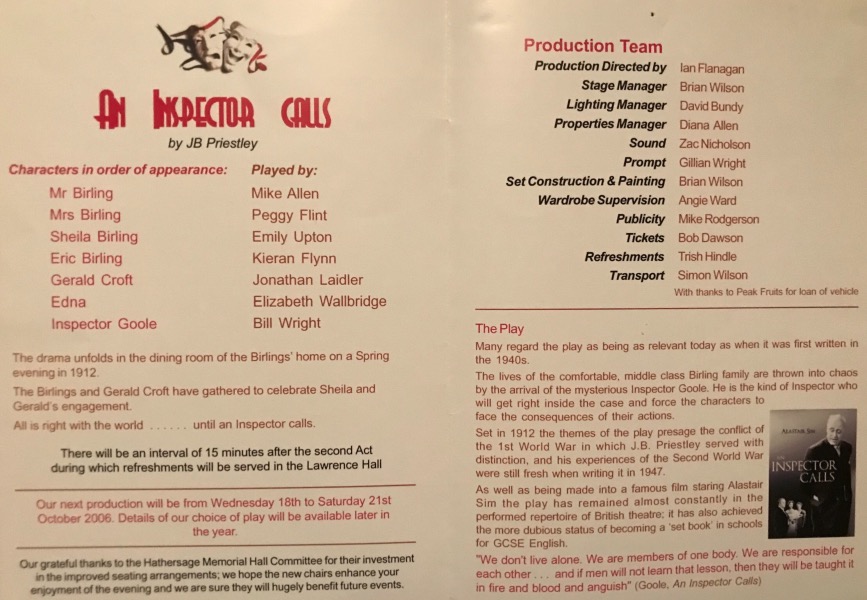 AN INSPECTOR CALLS
by JB Priestley
Characters in order of appearance: Played by:
Mr Birling Mike Allen
Mrs Birling Peggy Flint
Sheila Birling Emily Upton
Eric Birling Kieran Flynn
Gerald Croft Jonathan Laidler
Edna Elizabeth Wallbridge
Inspector Goole Bill Wright
The drama unfolds in the dining room of the Birlings' home on a Spring
evening in 1912.
The Birlings and Gerald Croft have gathered to celebrate Sheila and
Gerald's engagement.
All is right with the world . . . . . . until an Inspector calls.
There will be an interval of 15 minutes after the second Act
during which refreshments will be served in the Lawrence Hall
Our next production will be from Wednesday 18th to Saturday 21st
October 2006. Details of our choice of play will be available later in
the year.
Our grateful thanks to the Hathersage Memorial Hall Committee for their investment
in the improved seating arrangements; we hope the new chairs enhance your
enjoyment of the evening and we are sure they will hugely benefit future events.
Production Team
Production Directed by Ian Flanagan
Stage Manager Brian Wilson
Lighting Manager David Bundy
Properties Manager Diana Allen
Sound Zac Nicholson
Prompt Gillian Wright
Set Construction & Painting Brian Wilson
Wardrobe Supervision Angie Ward
Publicity Mike Rodgerson
Tickets Bob Dawson
Refreshments Trish Hindle
Transport Simon Wilson
With thanks to Peak Fruits for loan of vehicle
The Play
Many regard the play as being as relevant today as when it was first written in
the 1940s.
The lives of the comfortable, middle class Birling family are thrown into chaos
by the arrival of the mysterious Inspector Goole. He is the kind of Inspector who
will get right inside the case and force the characters to
face the consequences of their actions.
Set in 1912 the themes of the play presage the conflict of
the 1st World War in which J.B. Priestley served with
distinction, and his experiences of the Second World War
were still fresh when writing it in 1947.
As well as being made into a famous film staring Alastair
Sim the play has remained almost constantly in the
performed repertoire of British theatre; it has also achieved
the more dubious status of becoming a 'set book' in schools
for GCSE English.
"We don't live alone. We are members of one body. We are responsible for
each other . . . and if men will not learn that lesson, then they will be taught it
in fire and blood and anguish" (Goole, An Inspector Calls)
ALASTAIR SIM
AN
INSPECTOR
CALLS